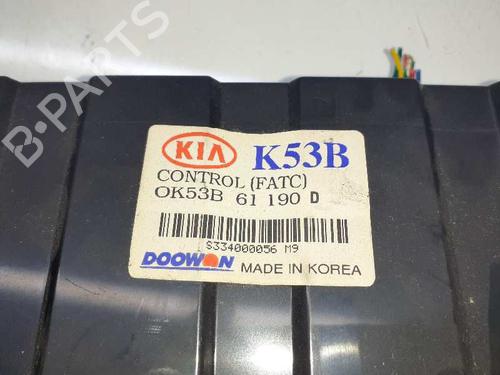 B-PARTS
KIA K53B
CONTROL (FATC)
OK53B 61 190 D
S334000056 M9
DOOWON MADE IN KOREA